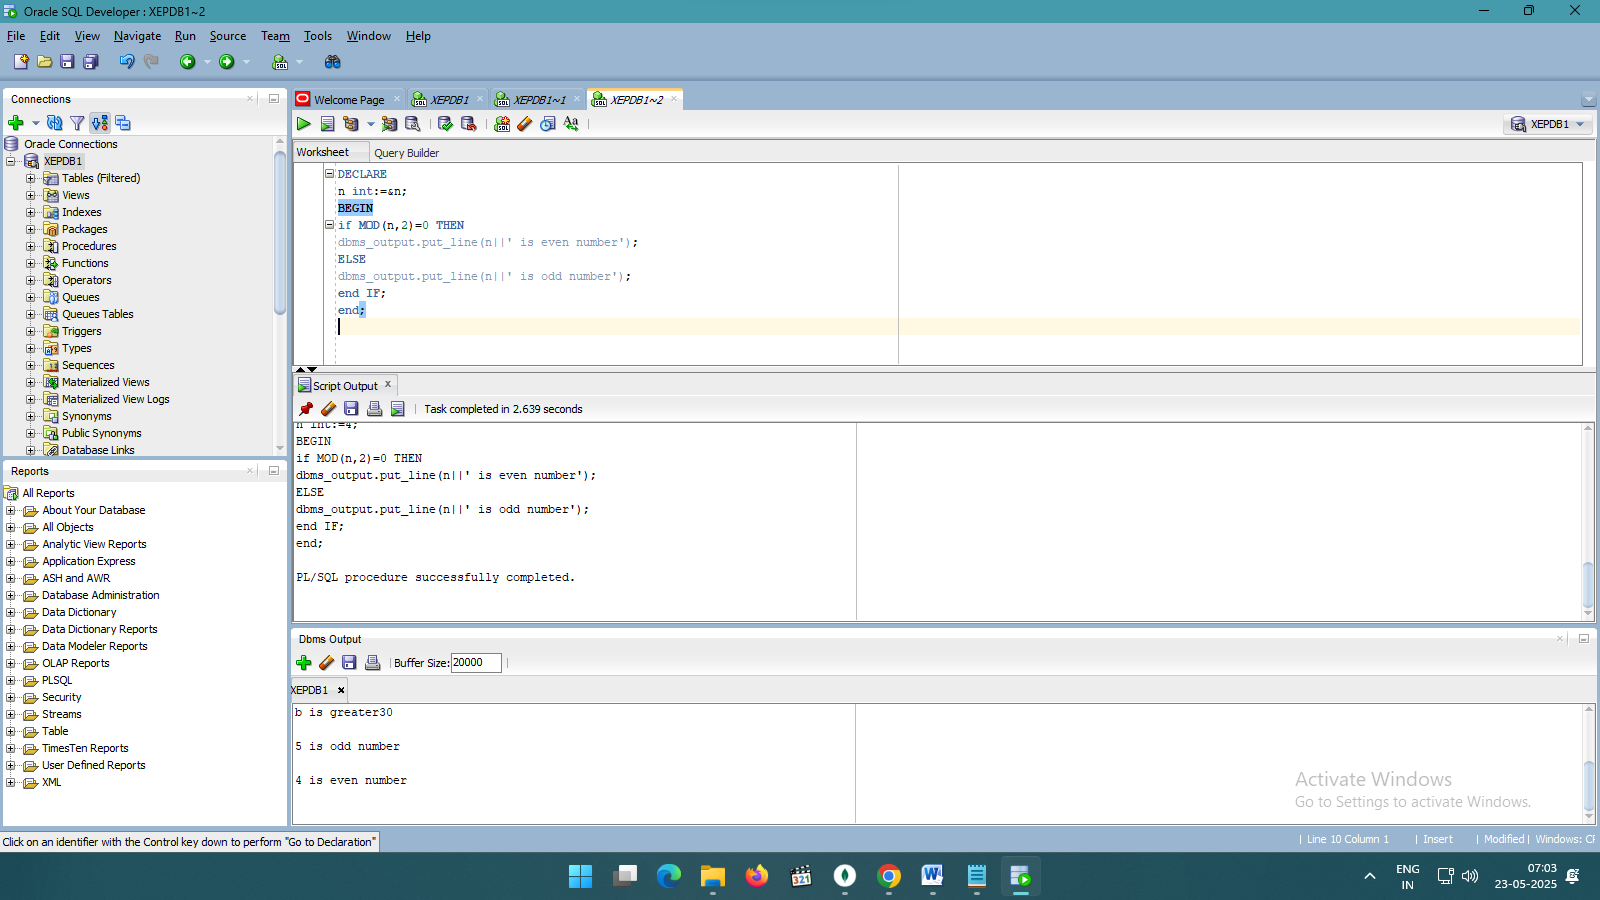 Oracle SQL Developer : XEPDB1~2
File Edit View Navigate Run Source Team Tools Window Help
Connections
Oracle Connections
XEPDB1
Tables (Filtered)
Views
Indexes
Packages
Procedures
Functions
Operators
Queues
Queues Tables
Triggers
Types
Sequences
Materialized Views
Materialized View Logs
Synonyms
Public Synonyms
Database Links
Reports
All Reports
About Your Database
All Objects
Analytic View Reports
Application Express
ASH and AWR
Database Administration
Data Dictionary
Data Dictionary Reports
Data Modeler Reports
OLAP Reports
PLSQL
Security
Streams
Table
TimesTen Reports
User Defined Reports
XML
Welcome Page XEPDB1 XEPDB1~1 XEPDB1~2
XEPDB1
Worksheet Query Builder
DECLARE
n int:=&n;
BEGIN
if MOD(n,2)=0 THEN
dbms_output.put_line(n||' is even number');
ELSE
dbms_output.put_line(n||' is odd number');
end IF;
end;
Script Output
Task completed in 2.639 seconds
n int:=4;
BEGIN
if MOD(n,2)=0 THEN
dbms_output.put_line(n||' is even number');
ELSE
dbms_output.put_line(n||' is odd number');
end IF;
end;
PL/SQL procedure successfully completed.
Dbms Output
Buffer Size: 20000
XEPDB1
b is greater30
5 is odd number
4 is even number
Activate Windows
Go to Settings to activate Windows.
Click on an identifier with the Control key down to perform "Go to Declaration"
Line 10 Column 1 Insert Modified Windows: CR
ENG
IN
07:03
23-05-2025